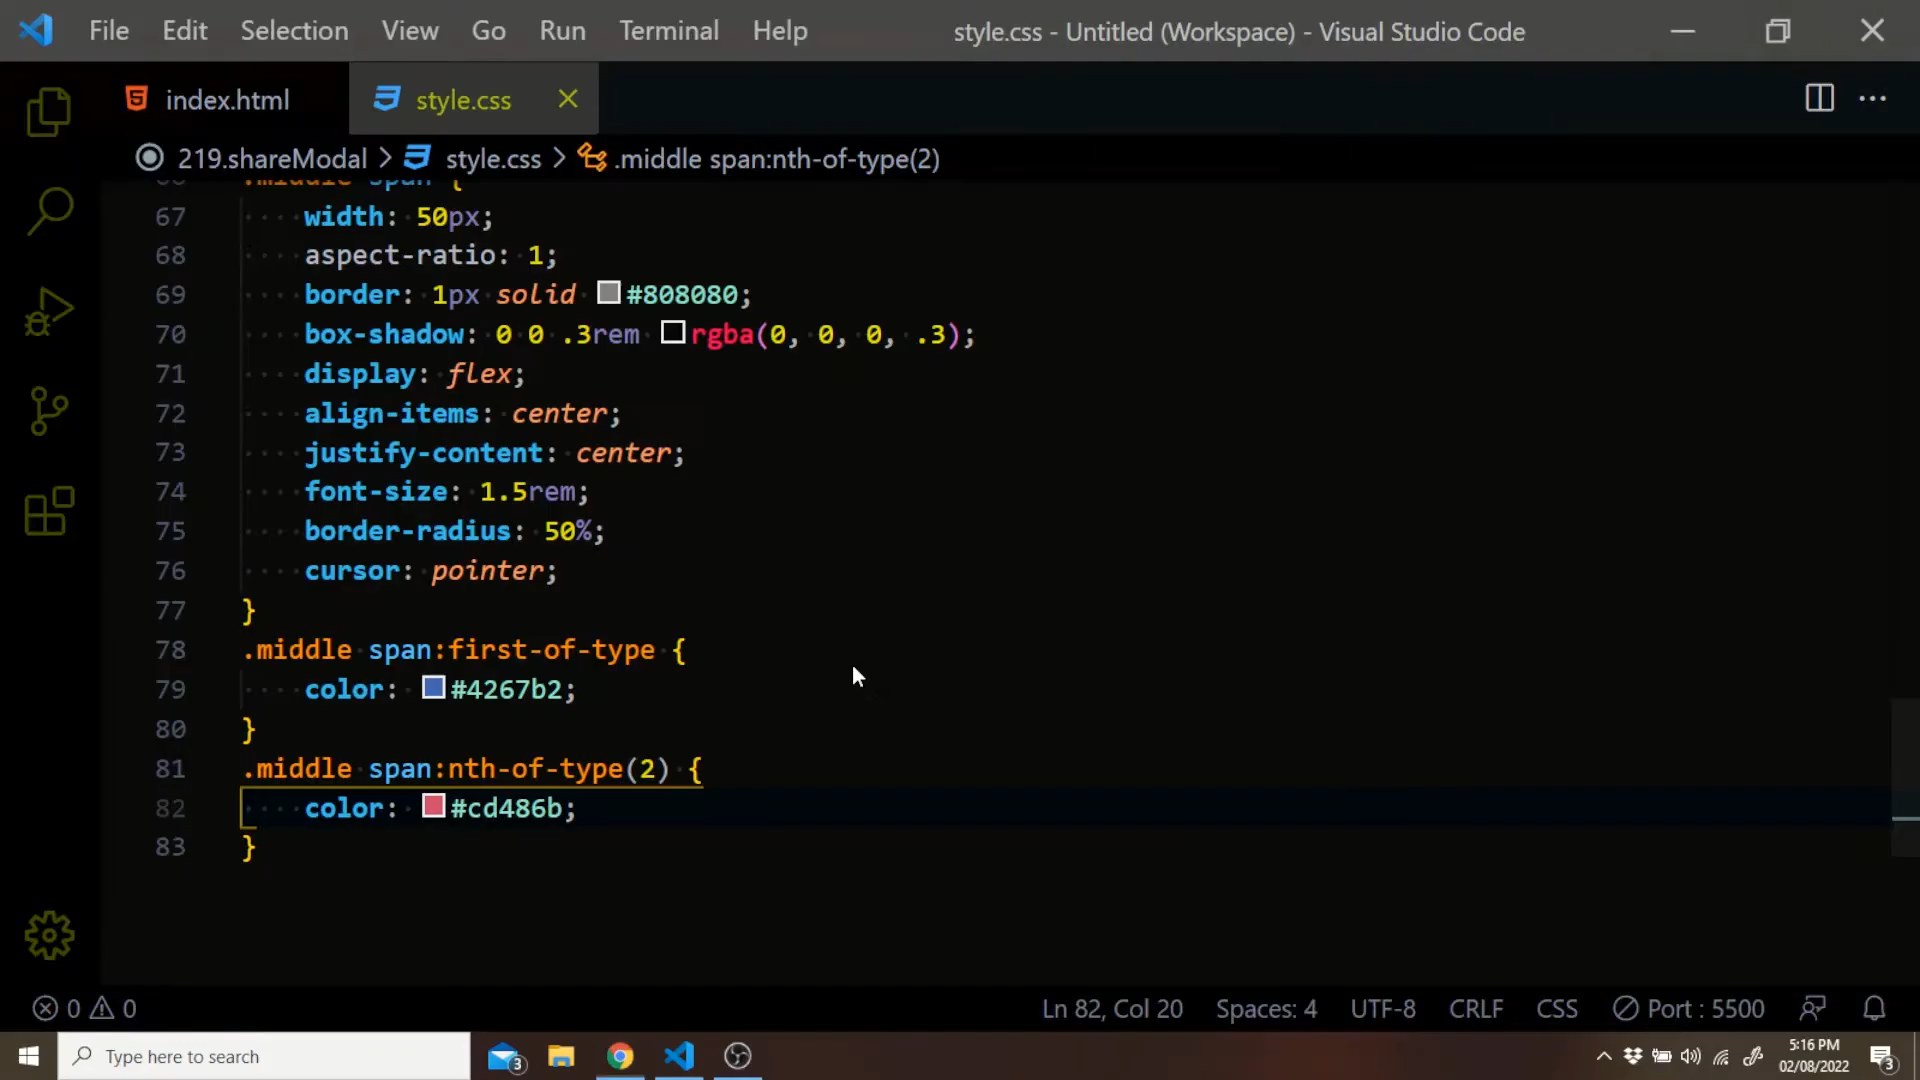 File Edit Selection View Go Run Terminal Help style.css - Untitled (Workspace) - Visual Studio Code
index.html style.css
219.shareModal > style.css > .middle span:nth-of-type(2)
66 .middle span {
67 width: 50px;
68 aspect-ratio: 1;
69 border: 1px solid #808080;
70 box-shadow: 0 0 .3rem rgba(0, 0, 0, .3);
71 display: flex;
72 align-items: center;
73 justify-content: center;
74 font-size: 1.5rem;
75 border-radius: 50%;
76 cursor: pointer;
77 }
78 .middle span:first-of-type {
79 color: #4267b2;
80 }
81 .middle span:nth-of-type(2) {
82 color: #cd486b;
83 }
0 0 Ln 82, Col 20 Spaces: 4 UTF-8 CRLF CSS Port : 5500
Type here to search 3 5:16 PM
02/08/2022 3